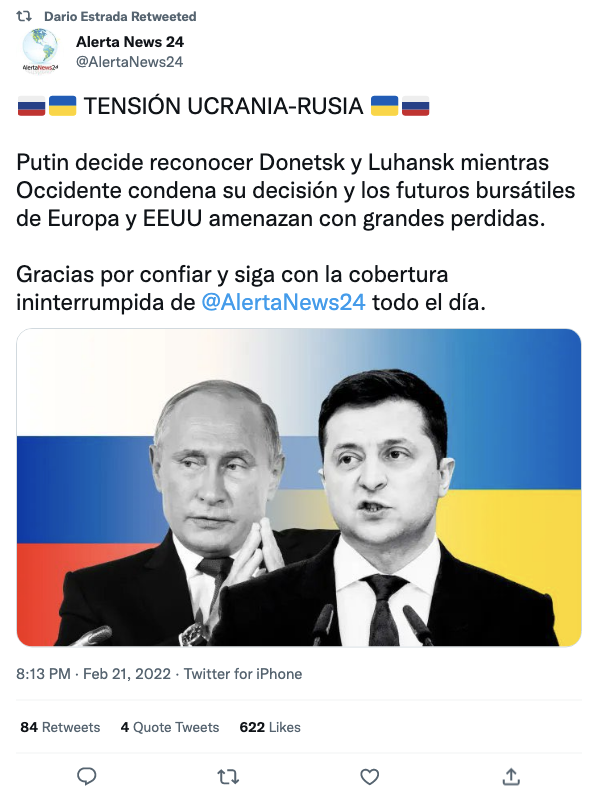 Dario Estrada Retweeted
Alerta News 24
AlertaNews24
@AlertaNews24
🇷🇺🇺🇦 TENSIÓN UCRANIA-RUSIA 🇺🇦🇷🇺
Putin decide reconocer Donetsk y Luhansk mientras
Occidente condena su decisión y los futuros bursátiles
de Europa y EEUU amenazan con grandes perdidas.
Gracias por confiar y siga con la cobertura
ininterrumpida de @AlertaNews24 todo el día.
8:13 PM · Feb 21, 2022 · Twitter for iPhone
84 Retweets 4 Quote Tweets 622 Likes